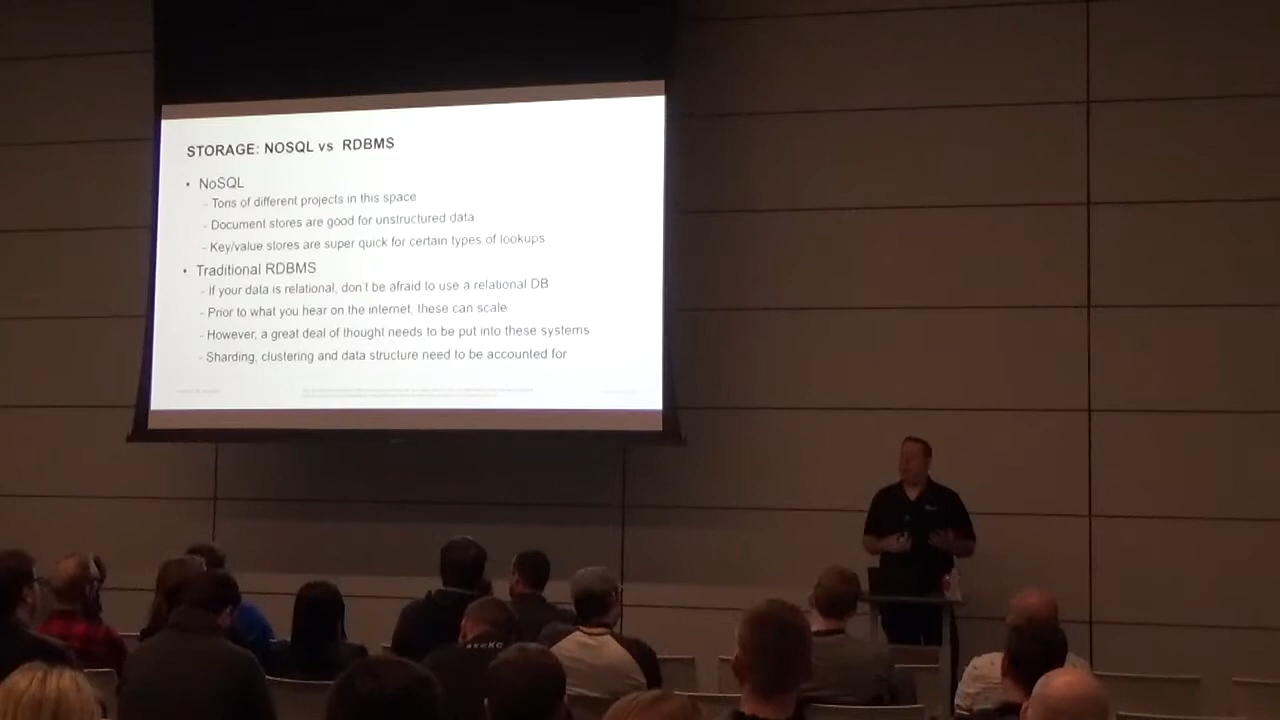 STORAGE: NOSQL vs RDBMS
• NoSQL
- Tons of different projects in this space
- Document stores are good for unstructured data
- Key/value stores are super quick for certain types of lookups
• Traditional RDBMS
- If your data is relational, don't be afraid to use a relational DB
- Prior to what you hear on the internet, these can scale
- However, a great deal of thought needs to be put into these systems
- Sharding, clustering and data structure need to be accounted for